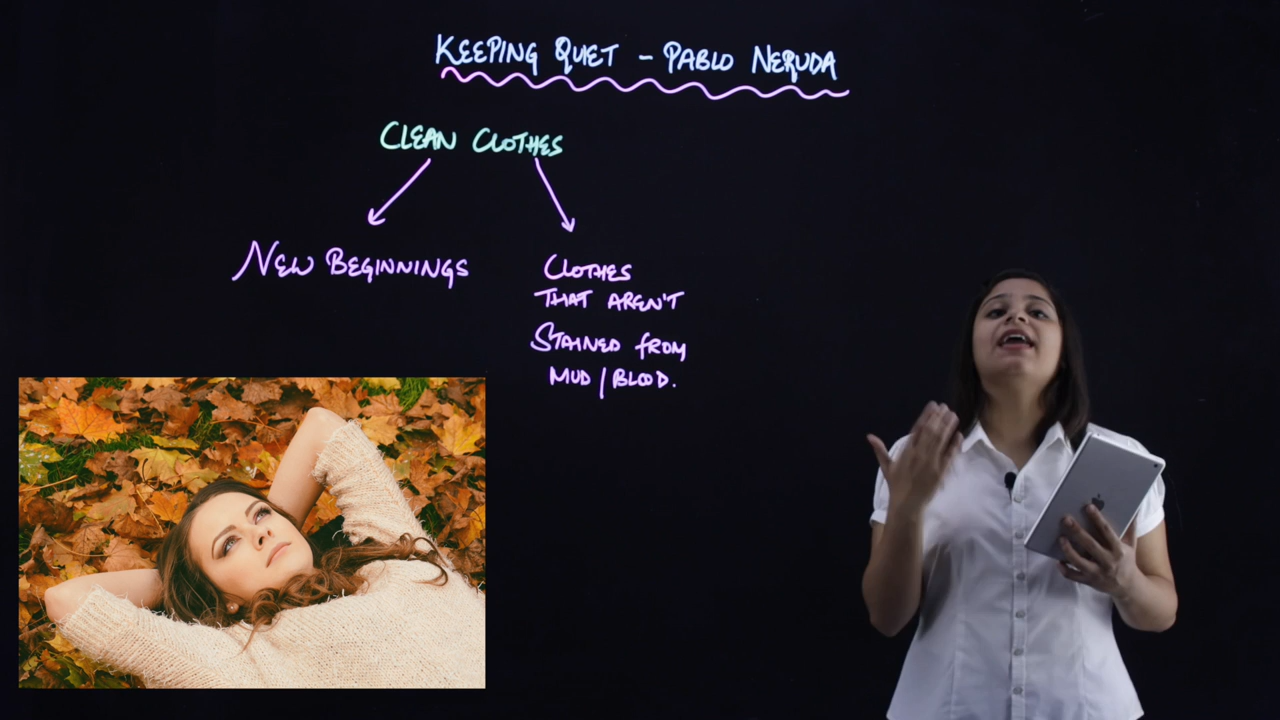 KEEPING QUIET - PABLO NERUDA
CLEAN CLOTHES
NEW BEGINNINGS
CLOTHES
THAT AREN'T
STAINED FROM
MUD / BLOOD.